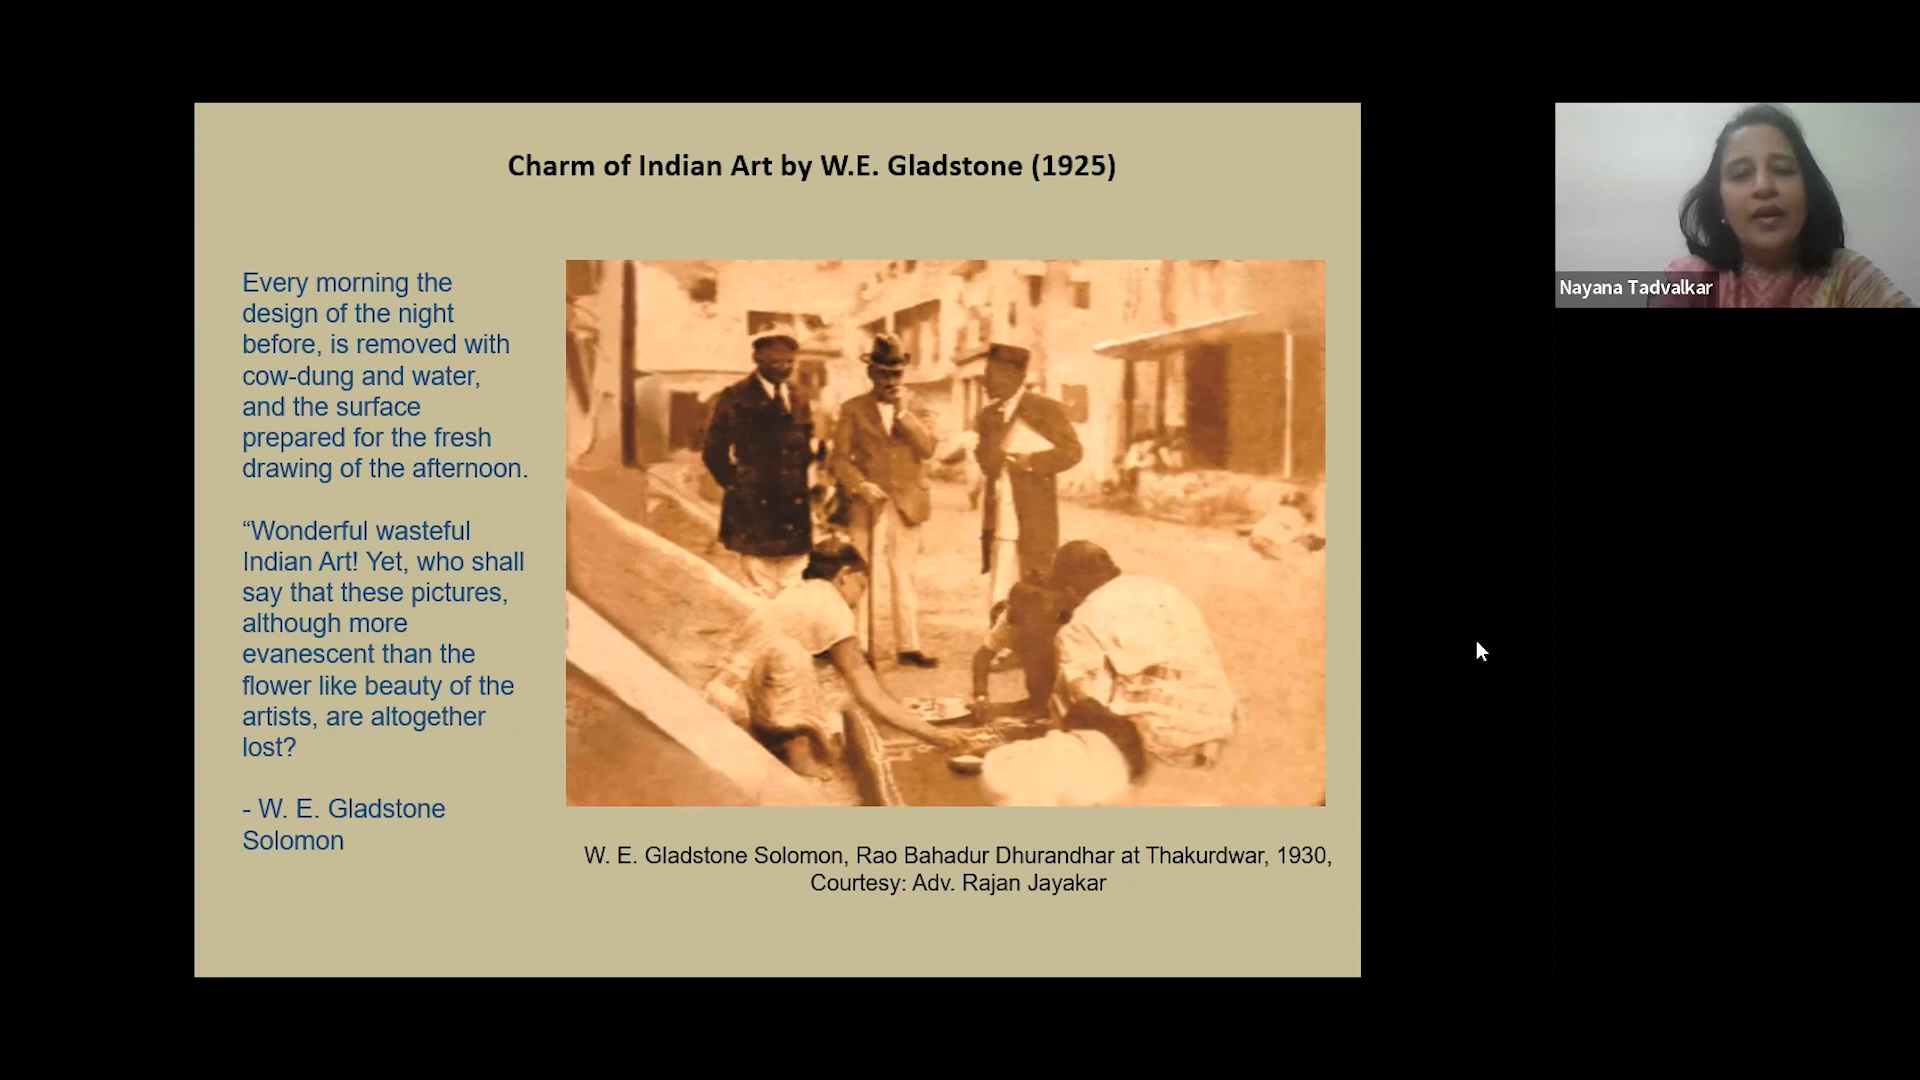 Charm of Indian Art by W.E. Gladstone (1925)
Every morning the
design of the night
before, is removed with
cow-dung and water,
and the surface
prepared for the fresh
drawing of the afternoon.
“Wonderful wasteful
Indian Art! Yet, who shall
say that these pictures,
although more
evanescent than the
flower like beauty of the
artists, are altogether
lost?
- W. E. Gladstone
Solomon
W. E. Gladstone Solomon, Rao Bahadur Dhurandhar at Thakurdwar, 1930,
Courtesy: Adv. Rajan Jayakar
Nayana Tadvalkar